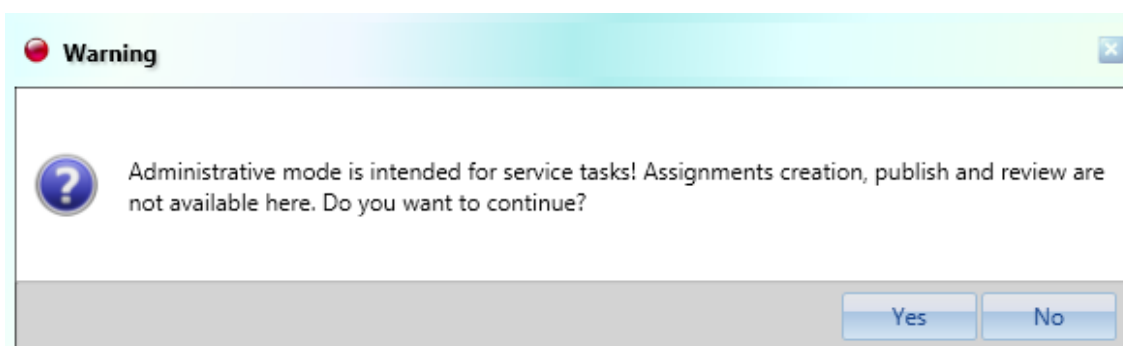 Warning
Administrative mode is intended for service tasks! Assignments creation, publish and review are
not available here. Do you want to continue?
Yes No